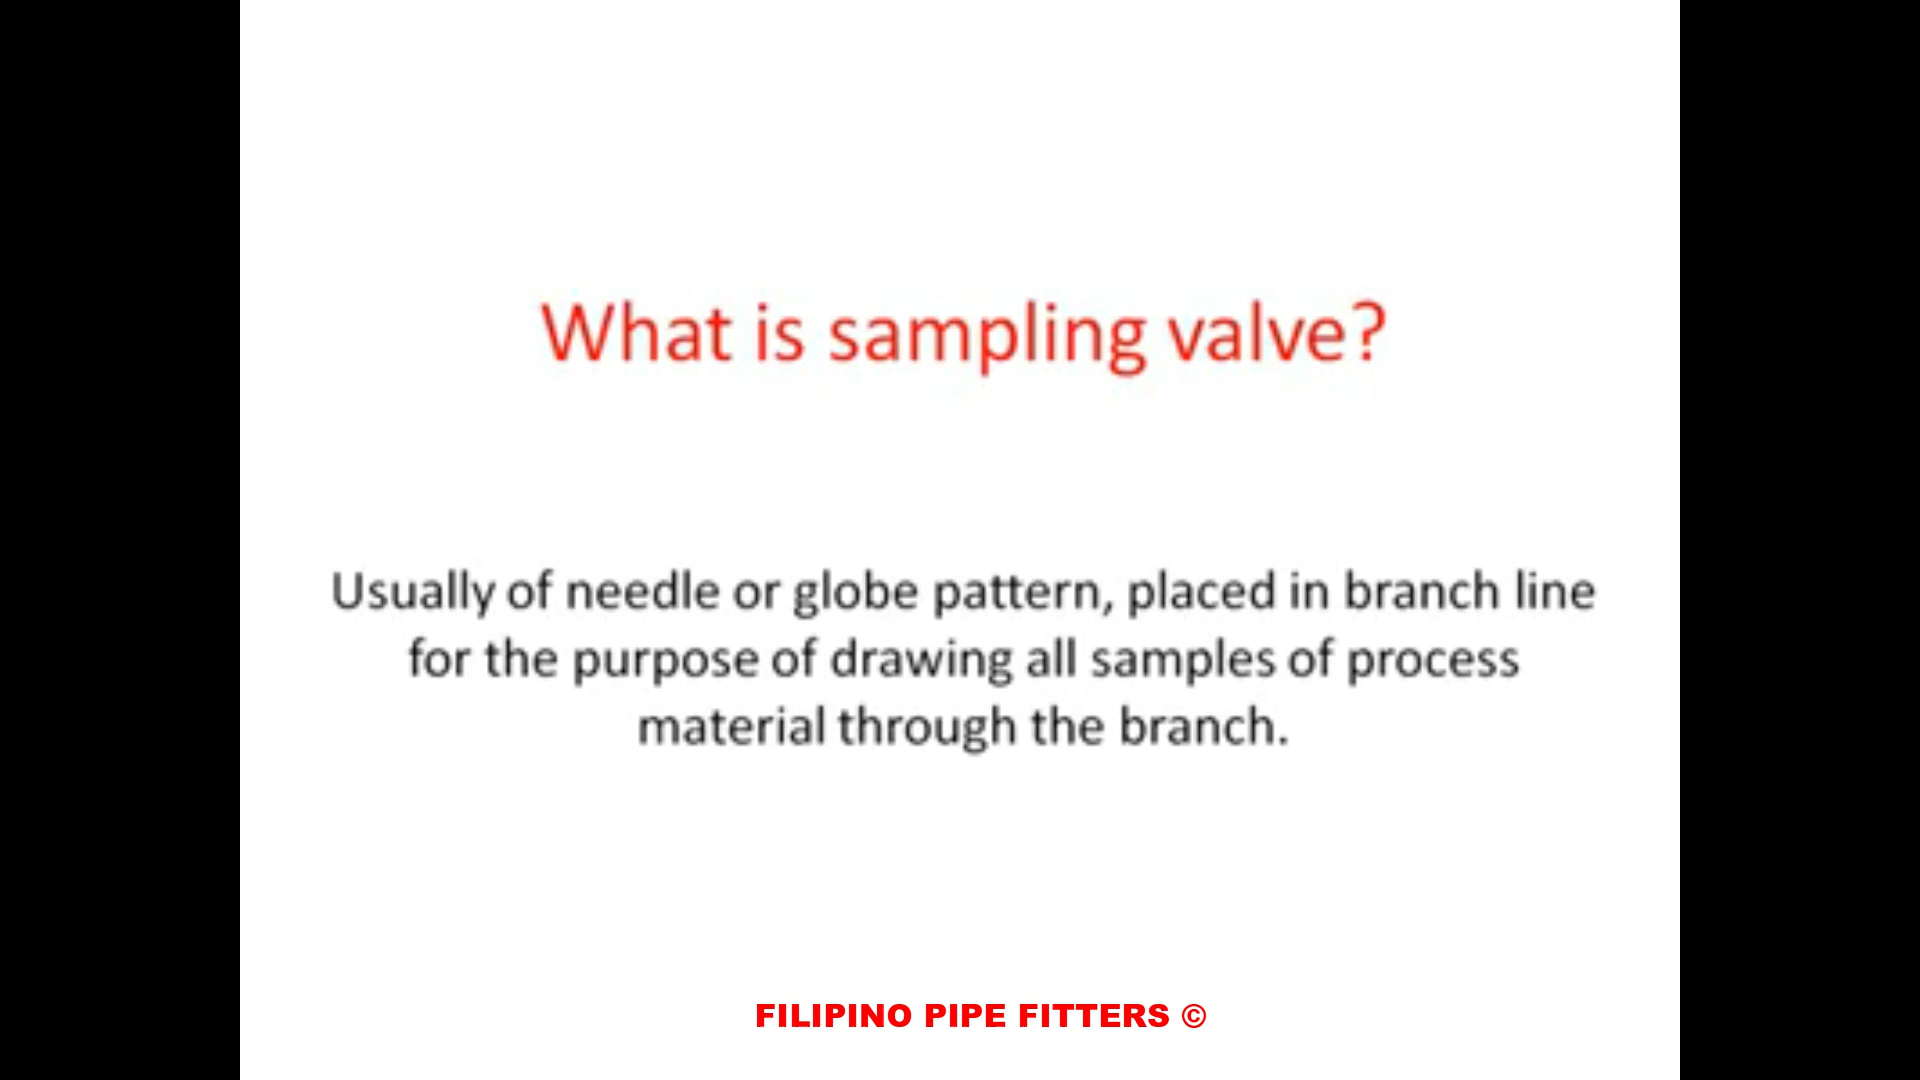 What is sampling valve?
Usually of needle or globe pattern, placed in branch line
for the purpose of drawing all samples of process
material through the branch.
FILIPINO PIPE FITTERS ©